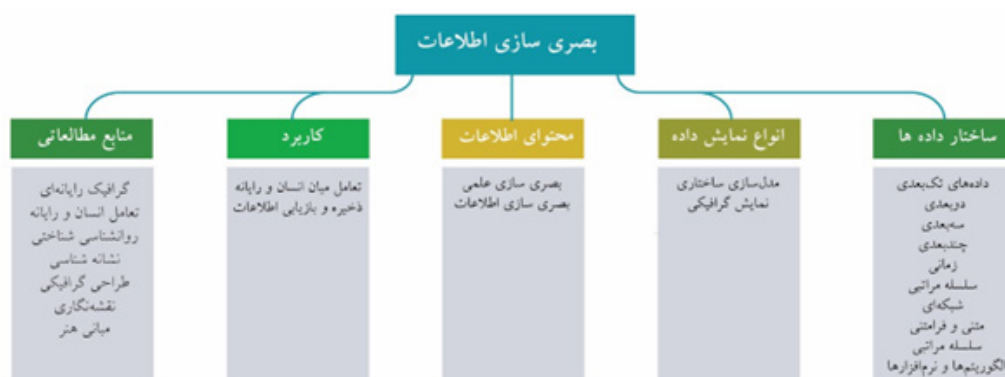 بصری سازی اطلاعات
ساختار داده ها
داده‌های تک‌بعدی
دوبعدی
سه‌بعدی
چندبعدی
زمانی
سلسله مراتبی
شبکه‌ای
متنی و فرامتنی
سلسله مراتبی
الگوریتم‌ها و نرم‌افزارها
انواع نمایش داده
مدل‌سازی ساختاری
نمایش گرافیکی
محتوای اطلاعات
بصری سازی علمی
بصری سازی اطلاعات
کاربرد
تعامل میان انسان و رایانه
ذخیره و بازیابی اطلاعات
منابع مطالعاتی
گرافیک رایانه‌ای
تعامل انسان و رایانه
روانشناسی شناختی
نشانه شناسی
طراحی گرافیکی
نقشه‌نگاری
مبانی هنر